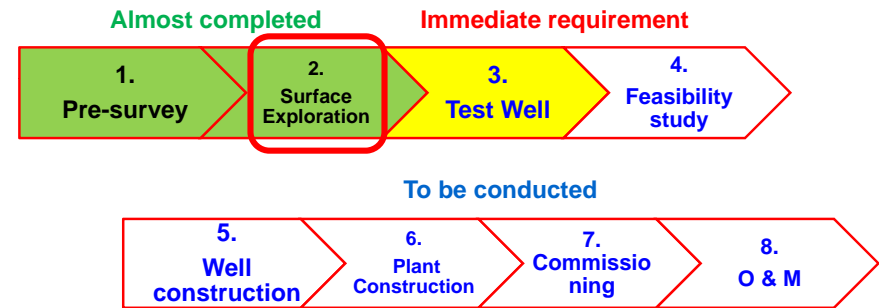 Almost completed
Immediate requirement
1.
Pre-survey
2.
Surface
Exploration
3.
Test Well
4.
Feasibility
study
To be conducted
5.
Well
construction
6.
Plant
Construction
7.
Commissio
ning
8.
O & M